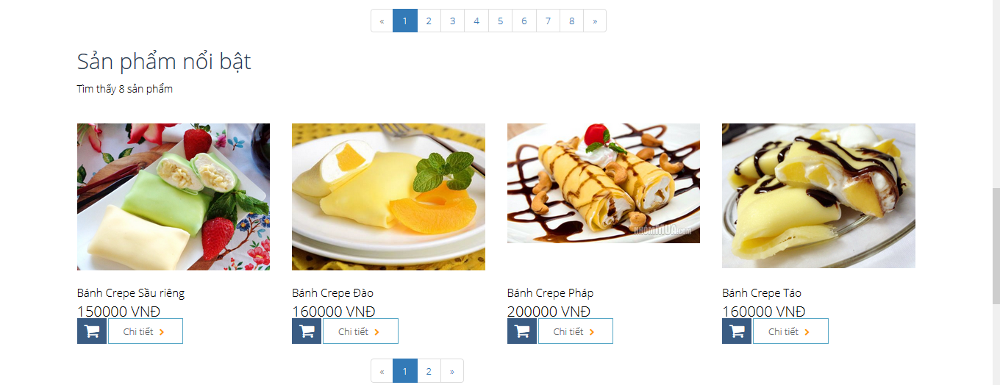 « 1 2 3 4 5 6 7 8 »
Sản phẩm nổi bật
Tìm thấy 8 sản phẩm
NHOMMUA.com
Bánh Crepe Sầu riêng
150000 VNĐ
Chi tiết
Bánh Crepe Đào
160000 VNĐ
Chi tiết
Bánh Crepe Pháp
200000 VNĐ
Chi tiết
Bánh Crepe Táo
160000 VNĐ
Chi tiết
« 1 2 »